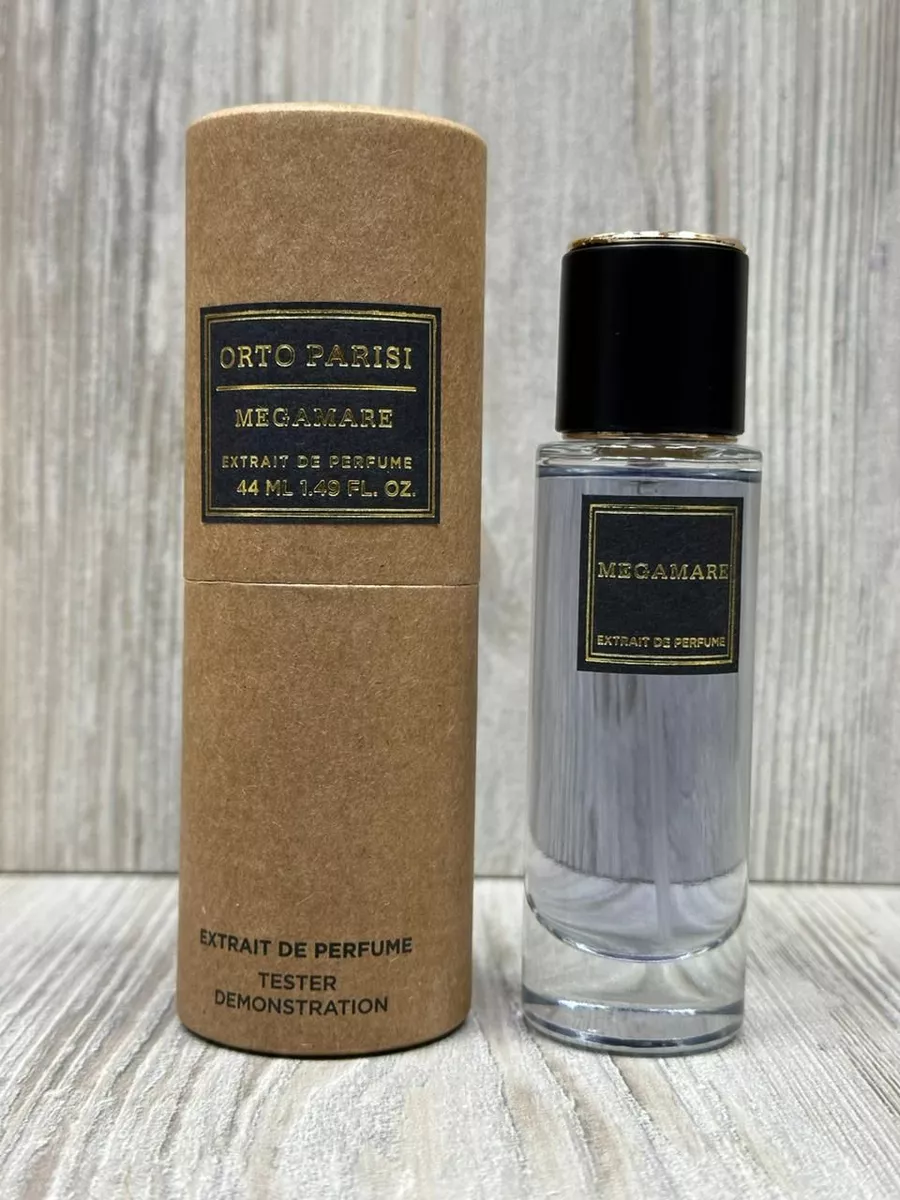 ORTO PARISI
MEGAMARE
EXTRAIT DE PERFUME
44 ML 1.49 FL. OZ.
EXTRAIT DE PERFUME
TESTER
DEMONSTRATION
MEGAMARE
EXTRAIT DE PERFUME